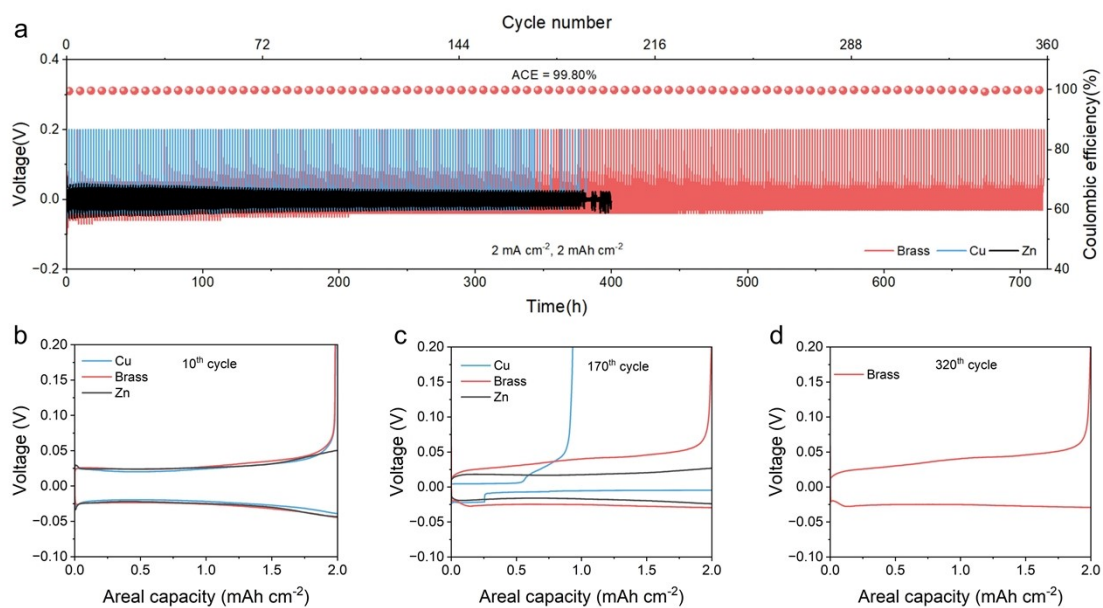 a
Cycle number
0 72 144 216 288 360
0.4 100
ACE = 99.80%
90
0.2
80
Voltage(V)
Coulombic efficiency(%)
0.0
70
60
50
2 mA cm⁻², 2 mAh cm⁻² Brass Cu Zn
−0.2 40
0 100 200 300 400 500 600 700
Time(h)
b
0.20
Cu 10th cycle
Brass
0.15
Zn
0.10
Voltage (V)
0.05
0.00
−0.05
−0.10
0.0 0.5 1.0 1.5 2.0
Areal capacity (mAh cm⁻²)
c
0.20
Cu 170th cycle
Brass
0.15
Zn
0.10
Voltage (V)
0.05
0.00
−0.05
−0.10
0.0 0.5 1.0 1.5 2.0
Areal capacity (mAh cm⁻²)
d
0.20
Brass 320th cycle
0.15
0.10
Voltage (V)
0.05
0.00
−0.05
−0.10
0.0 0.5 1.0 1.5 2.0
Areal capacity (mAh cm⁻²)